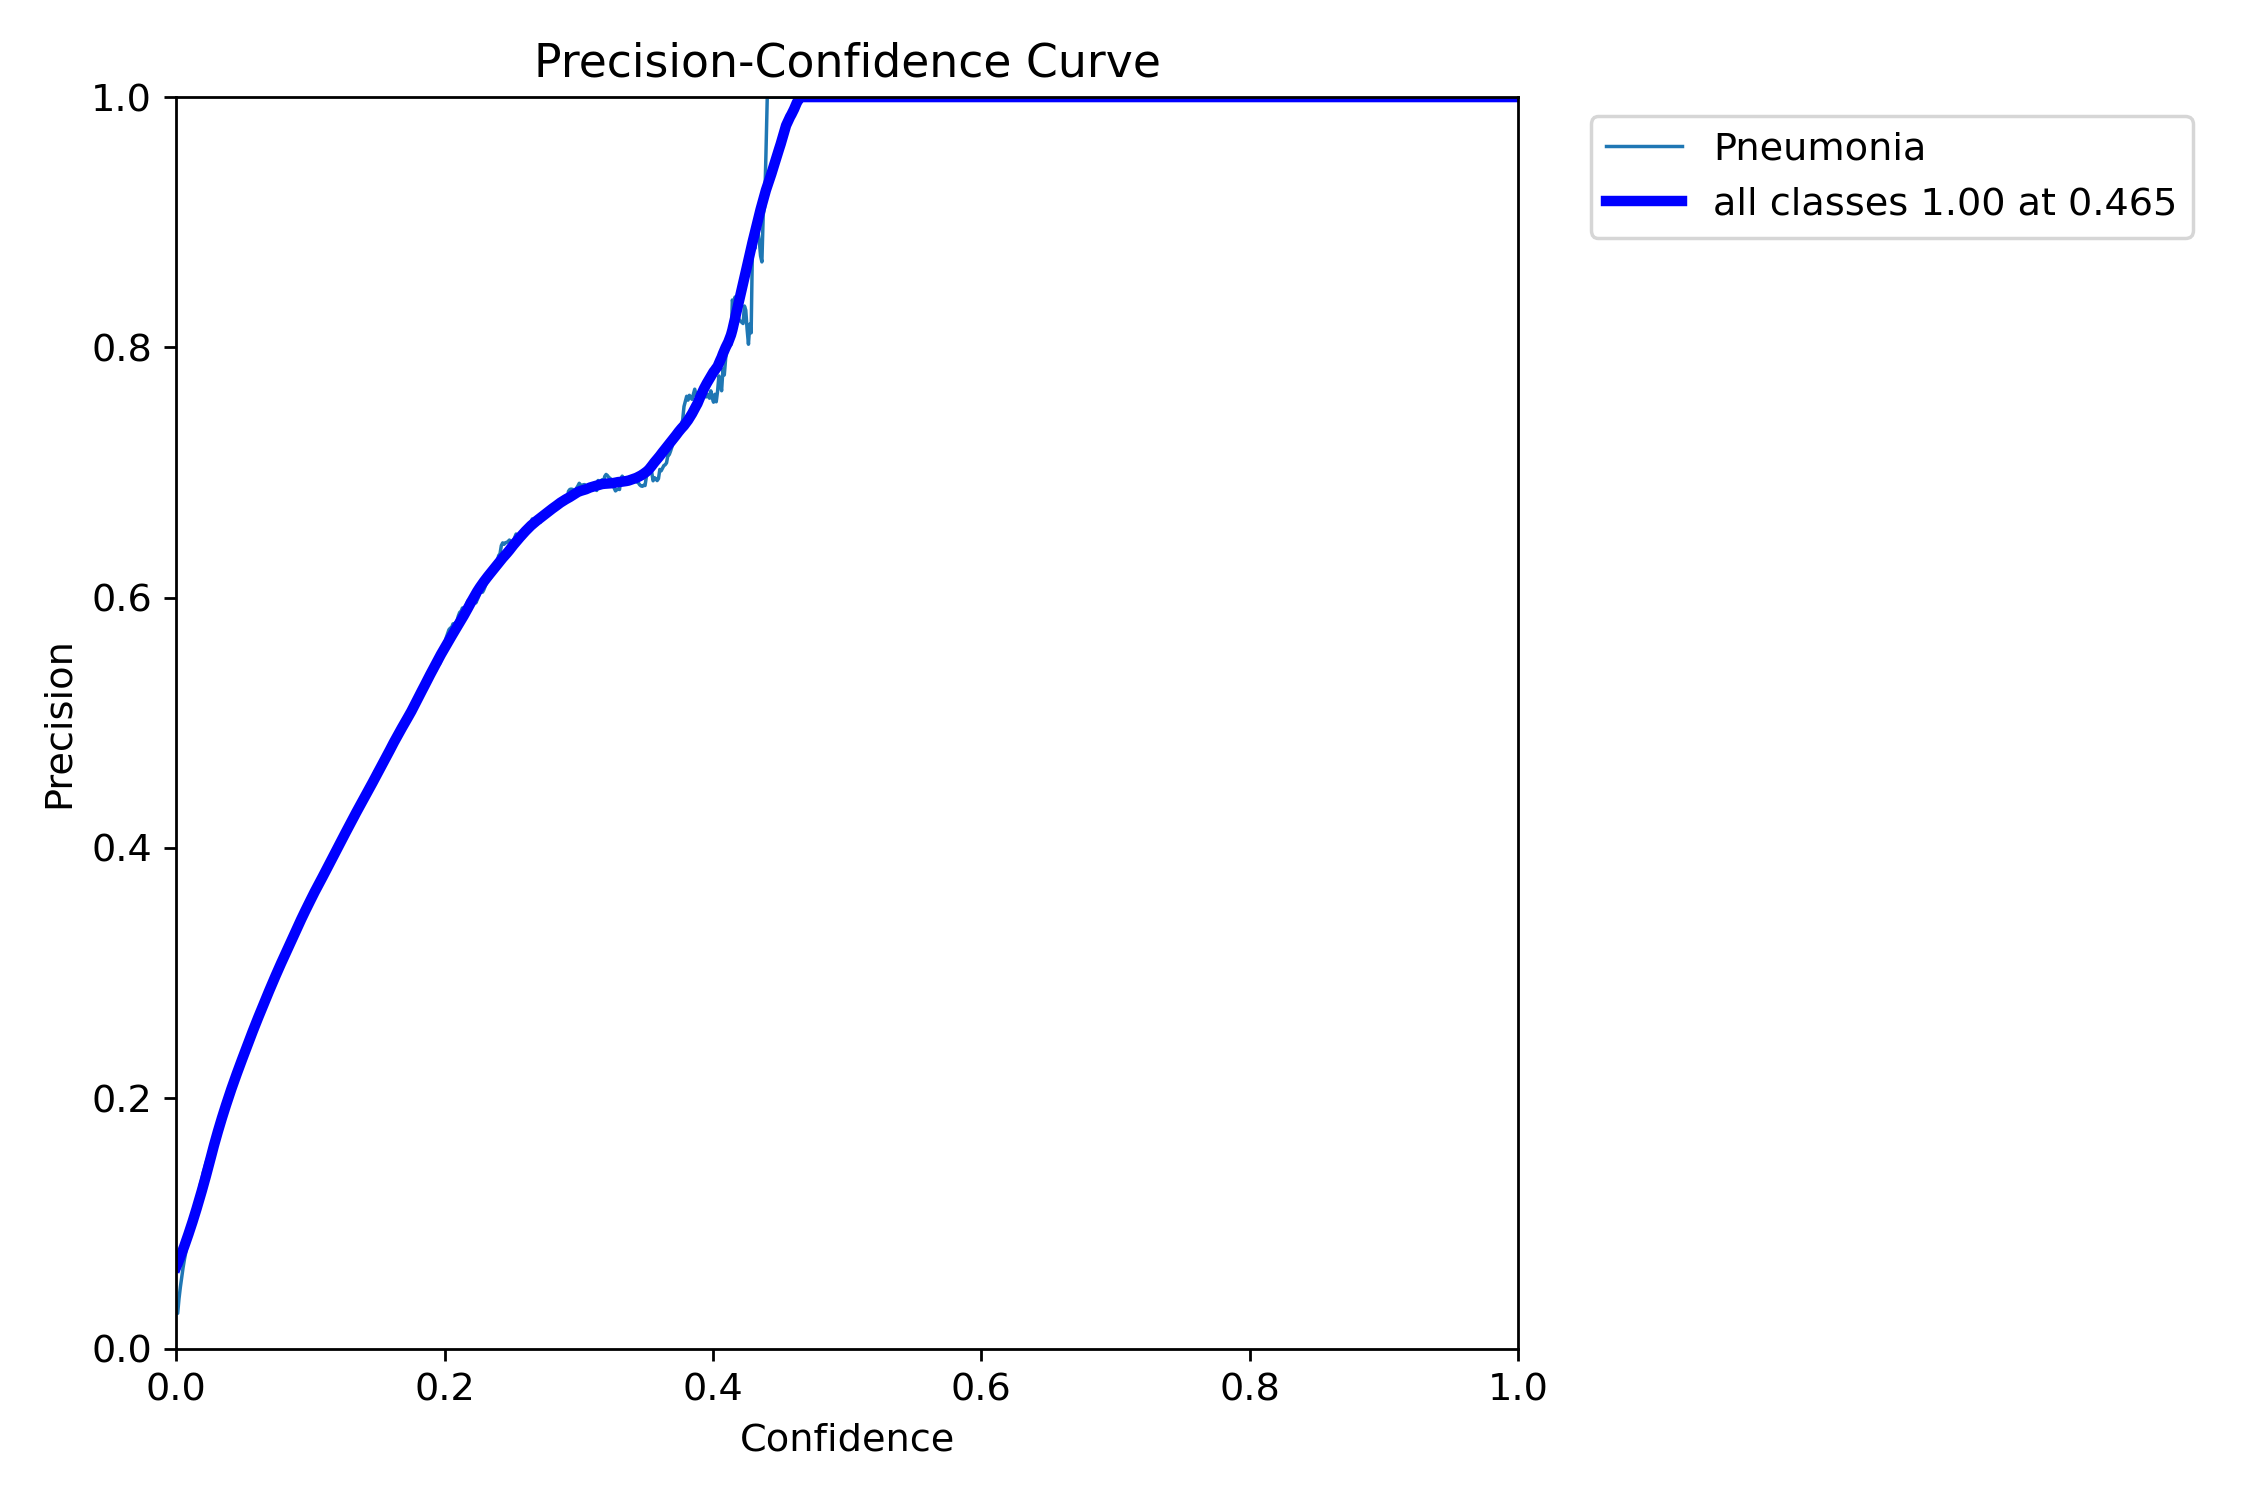 Precision-Confidence Curve
1.0
0.8
0.6
0.4
0.2
0.0
Precision
0.0 0.2 0.4 0.6 0.8 1.0
Confidence
Pneumonia
all classes 1.00 at 0.465